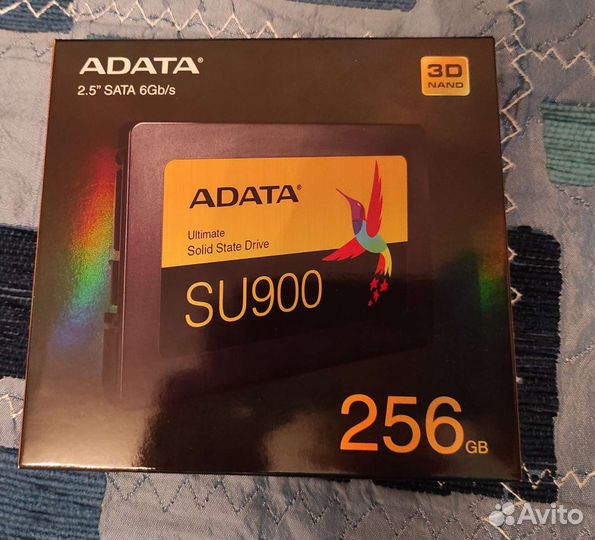 ADATA®
2.5" SATA 6Gb/s
3D
NAND
ADATA®
Ultimate
Solid State Drive
SU900
256GB
Avito